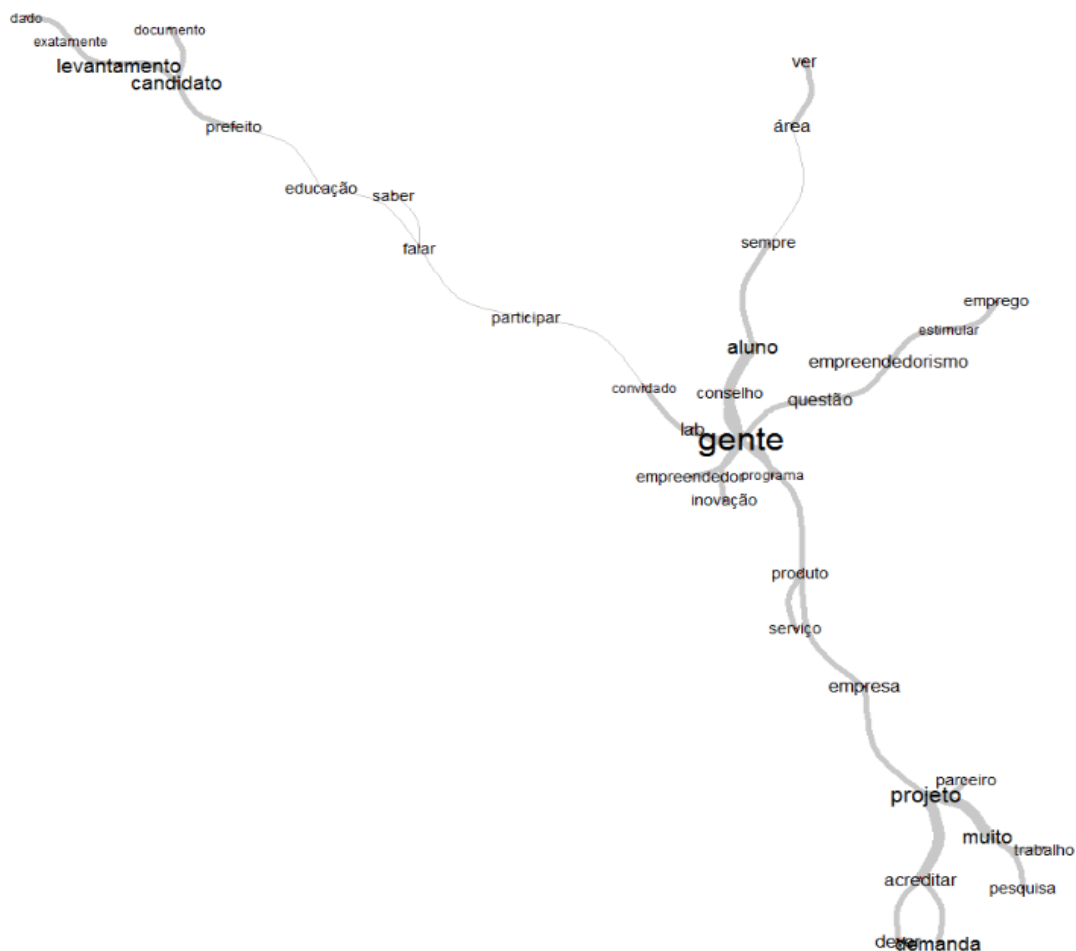 dado
documento
exatamente
levantamento
candidato
ver
prefeito
área
educação
saber
falar
sempre
participar
emprego
estimular
aluno
empreendedorismo
convidado
conselho
questão
lab
gente
empreendedor
programa
inovação
produto
serviço
empresa
parceiro
projeto
muito
trabalho
acreditar
pesquisa
dever
demanda